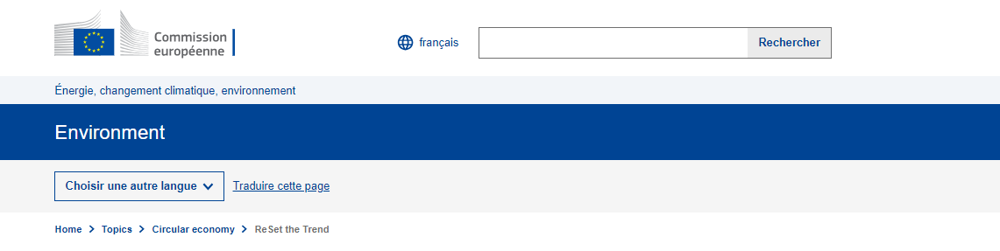 Commission
européenne
français
Rechercher
Énergie, changement climatique, environnement
Environment
Choisir une autre langue
Traduire cette page
Home > Topics > Circular economy > ReSet the Trend